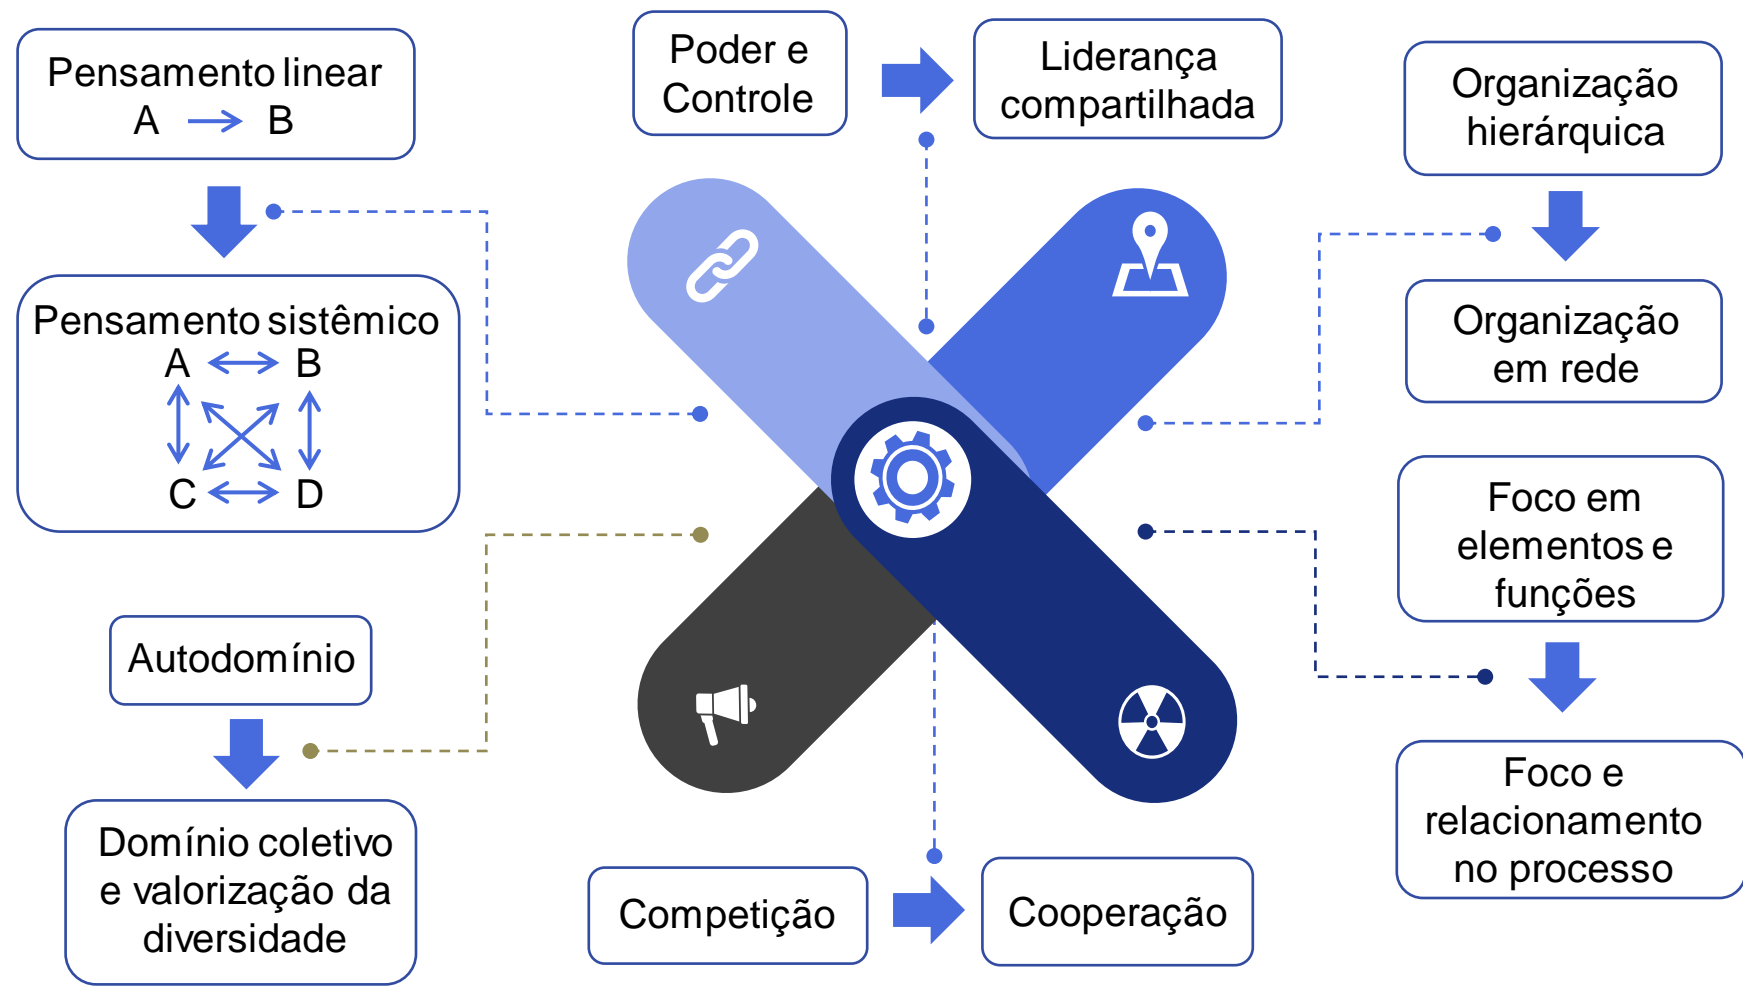 Pensamento linear
A B
Pensamento sistêmico
A B
C D
Autodomínio
Domínio coletivo
e valorização da
diversidade
Poder e
Controle
Liderança
compartilhada
Competição
Cooperação
Organização
hierárquica
Organização
em rede
Foco em
elementos e
funções
Foco e
relacionamento
no processo